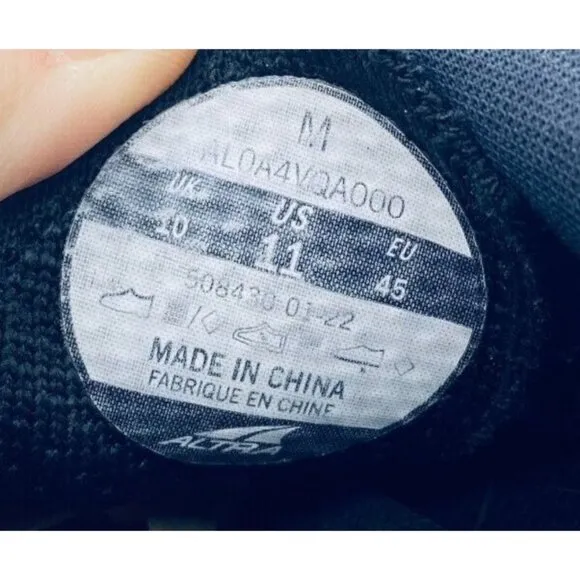 M
AL0A4VQA000
UK US EU
10 11 45
508430 01-22
MADE IN CHINA
FABRIQUE EN CHINE
ALTRA